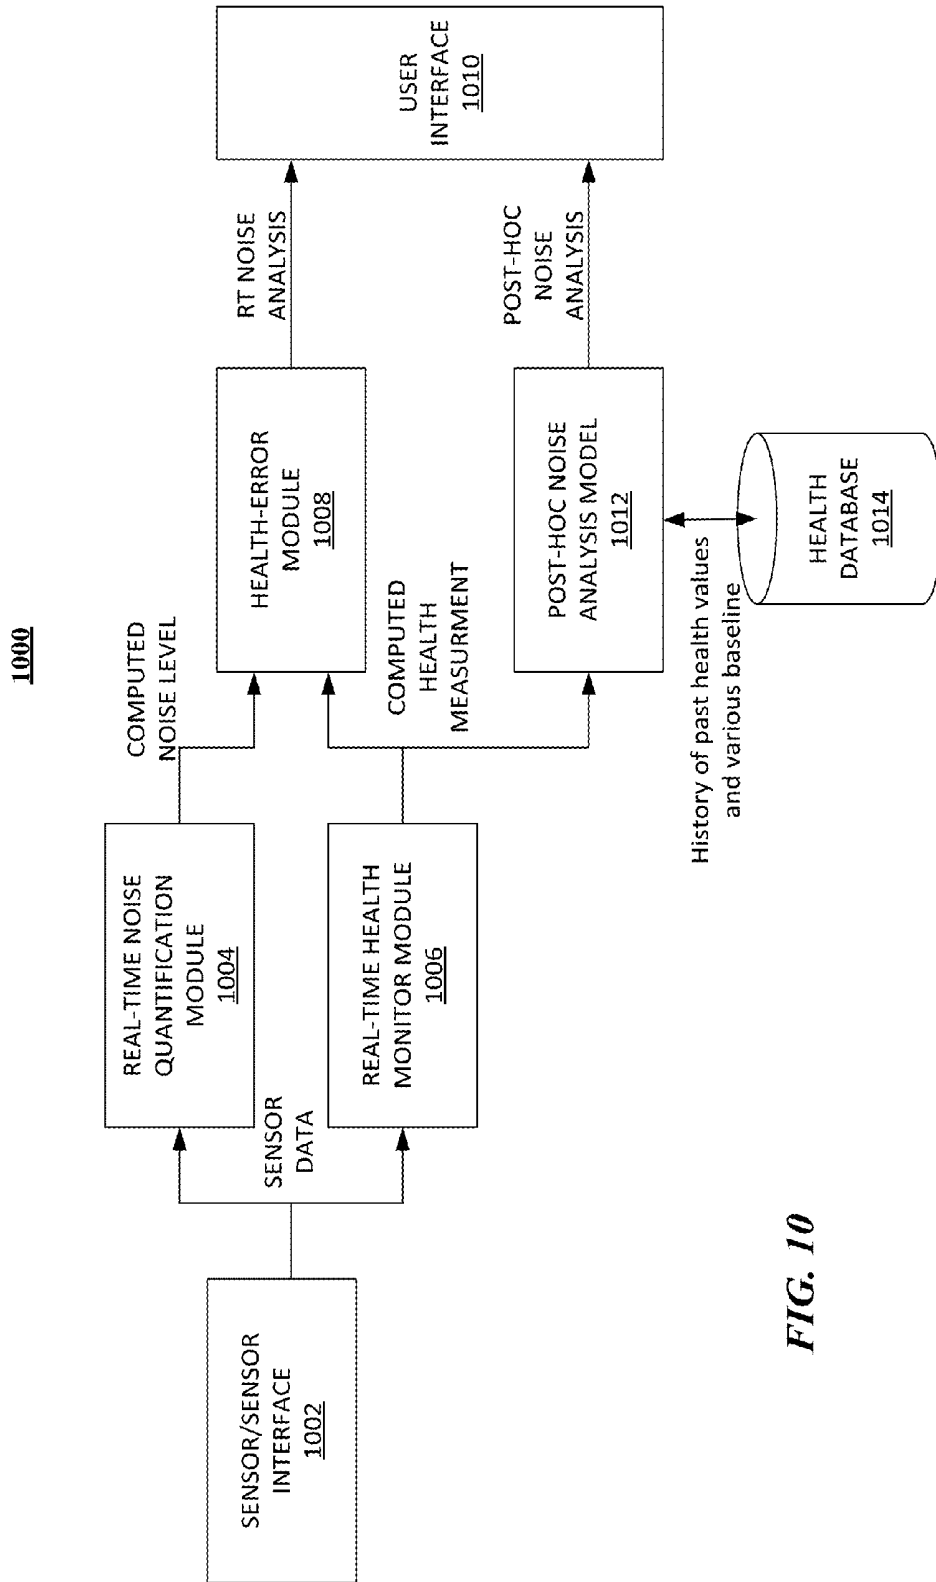 1000
SENSOR/SENSOR
INTERFACE
1002
SENSOR
DATA
REAL-TIME NOISE
QUANTIFICATION
MODULE
1004
REAL-TIME HEALTH
MONITOR MODULE
1006
COMPUTED
NOISE LEVEL
COMPUTED
HEALTH
MEASURMENT
HEALTH-ERROR
MODULE
1008
POST-HOC NOISE
ANALYSIS MODEL
1012
History of past health values
and various baseline
HEALTH
DATABASE
1014
RT NOISE
ANALYSIS
POST-HOC
NOISE
ANALYSIS
USER
INTERFACE
1010
FIG. 10